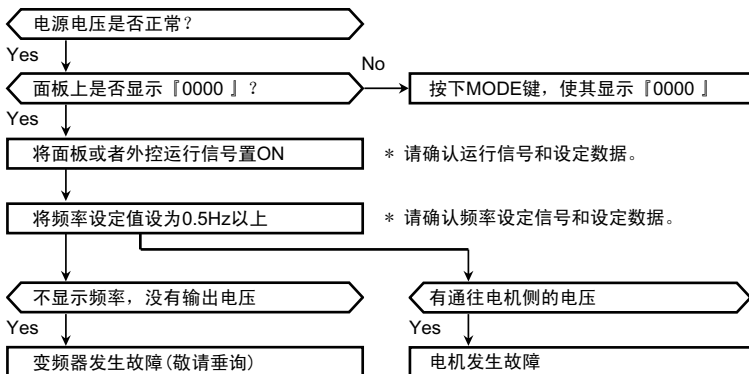 电源电压是否正常?
Yes
No
面板上是否显示『0000 』?
按下MODE键，使其显示『0000 』
Yes
将面板或者外控运行信号置ON
* 请确认运行信号和设定数据。
将频率设定值设为0.5Hz以上
* 请确认频率设定信号和设定数据。
不显示频率，没有输出电压
有通往电机侧的电压
Yes
Yes
变频器发生故障(敬请垂询)
电机发生故障